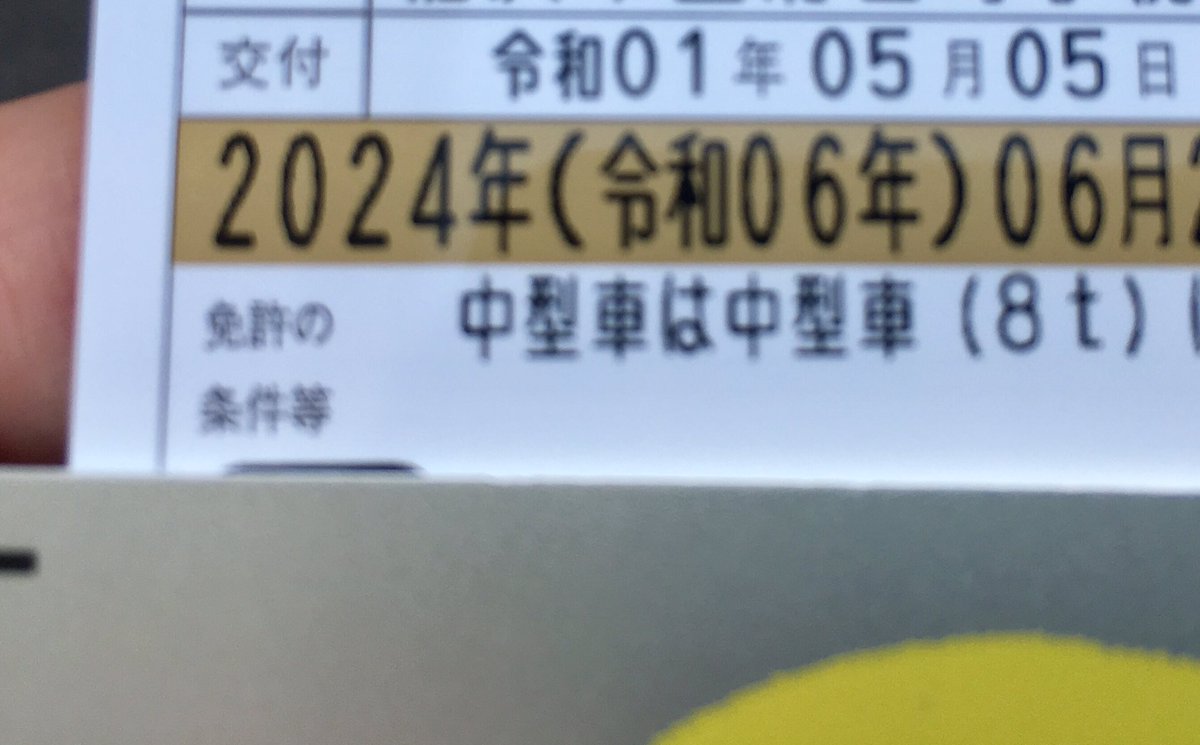 交付 令和01年05月05日
2024年(令和06年)06月2
免許の 中型車は中型車(8t)
条件等